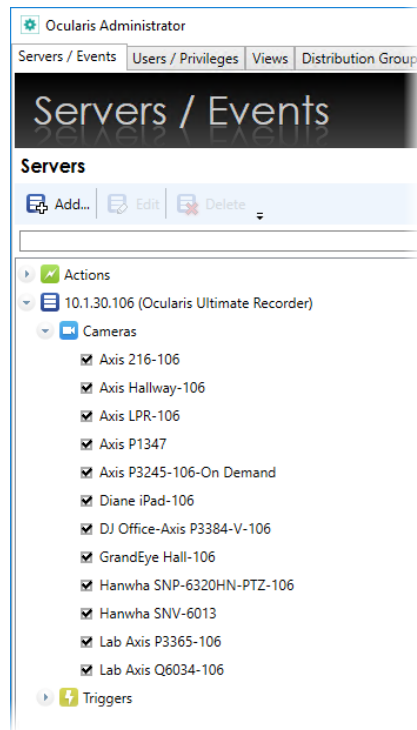 Ocularis Administrator
Servers / Events Users / Privileges Views Distribution Group
Servers / Events
Servers
Add... Edit Delete
Actions
10.1.30.106 (Ocularis Ultimate Recorder)
Cameras
Axis 216-106
Axis Hallway-106
Axis LPR-106
Axis P1347
Axis P3245-106-On Demand
Diane iPad-106
DJ Office-Axis P3384-V-106
GrandEye Hall-106
Hanwha SNP-6320HN-PTZ-106
Hanwha SNV-6013
Lab Axis P3365-106
Lab Axis Q6034-106
Triggers